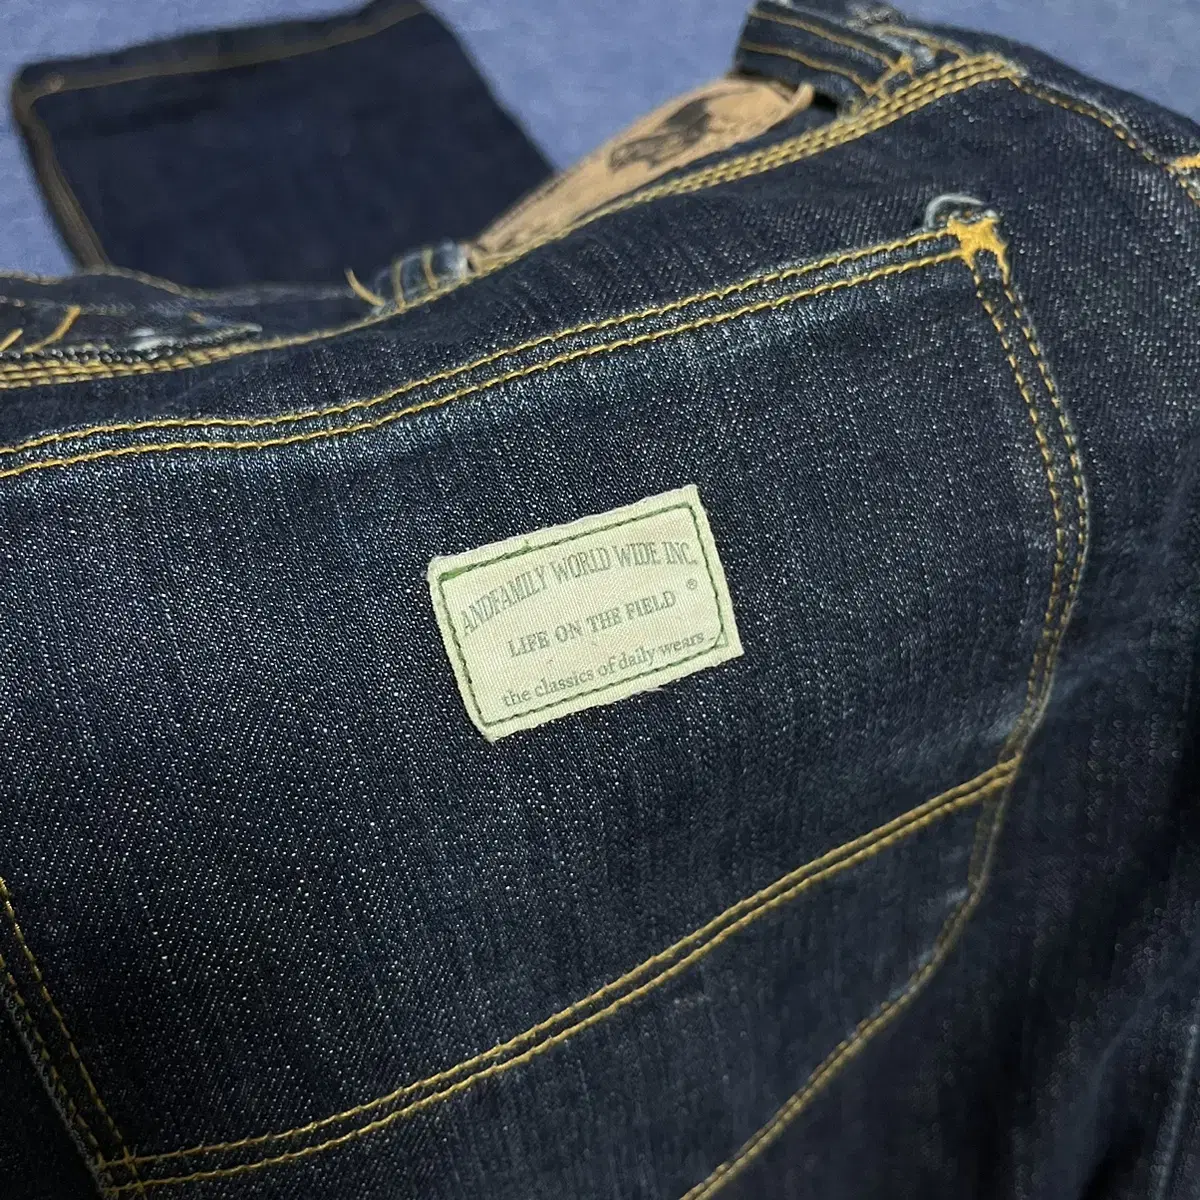 ANDFAMILY WORLD WIDE INC.
LIFE ON THE FIELD ®
the classics of daily wears